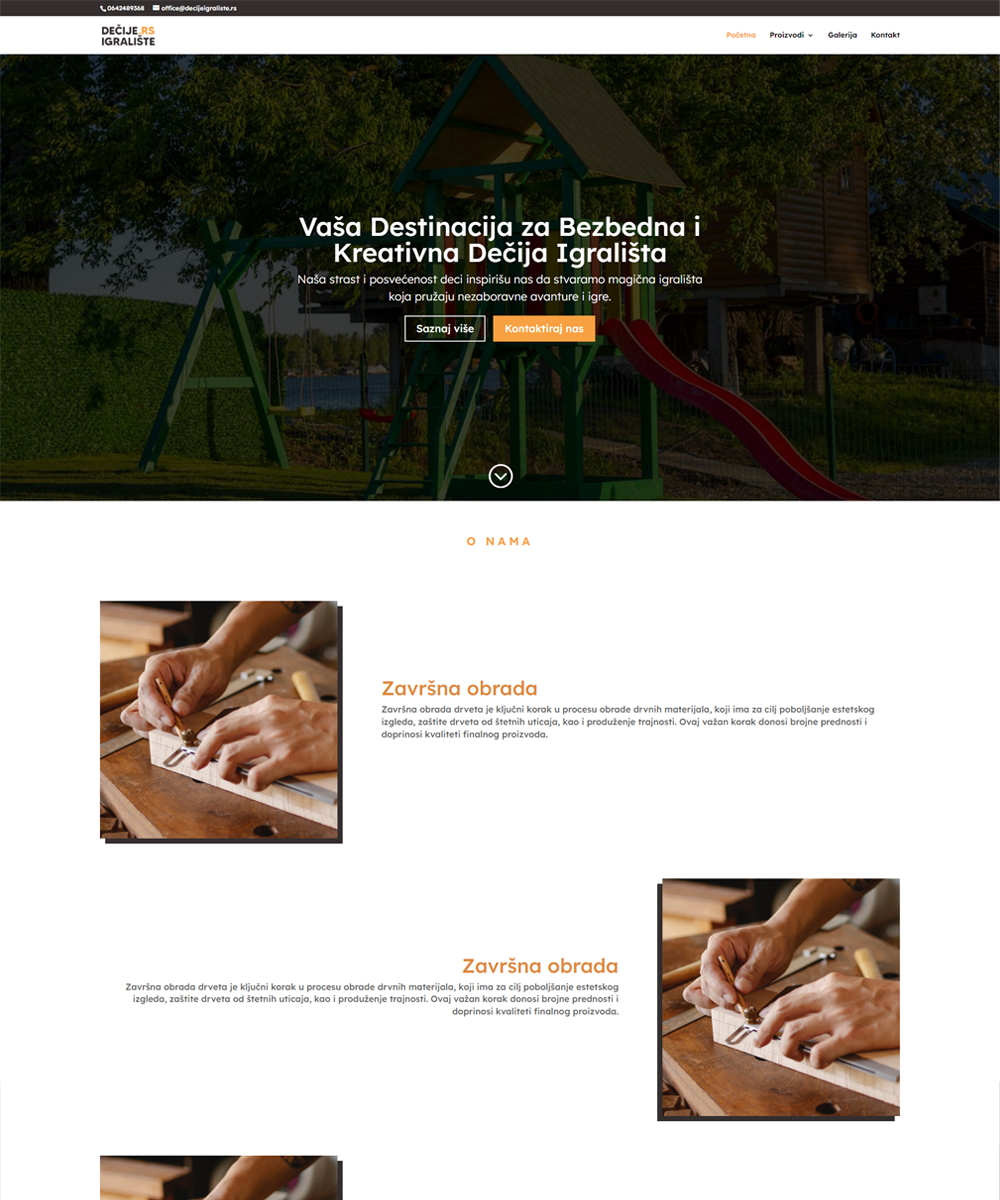 0642489368 office@decijeigraliste.rs
DEČIJE.RS
IGRALIŠTE
Početna Proizvodi Galerija Kontakt
Vaša Destinacija za Bezbedna i
Kreativna Dečija Igrališta
Naša strast i posvećenost deci inspirišu nas da stvaramo magična igrališta
koja pružaju nezaboravne avanture i igre.
Saznaj više Kontaktiraj nas
O NAMA
Završna obrada
Završna obrada drveta je ključni korak u procesu obrade drvnih materijala, koji ima za cilj poboljšanje estetskog
izgleda, zaštite drveta od štetnih uticaja, kao i produženje trajnosti. Ovaj važan korak donosi brojne prednosti i
doprinosi kvaliteti finalnog proizvoda.
Završna obrada
Završna obrada drveta je ključni korak u procesu obrade drvnih materijala, koji ima za cilj poboljšanje estetskog
izgleda, zaštite drveta od štetnih uticaja, kao i produženje trajnosti. Ovaj važan korak donosi brojne prednosti i
doprinosi kvaliteti finalnog proizvoda.